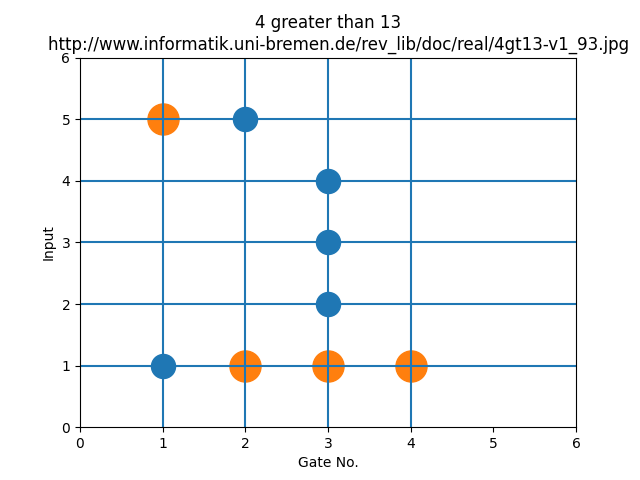 4 greater than 13
http://www.informatik.uni-bremen.de/rev_lib/doc/real/4gt13-v1_93.jpg
6
5
4
3
2
1
0
Input
0 1 2 3 4 5 6
Gate No.